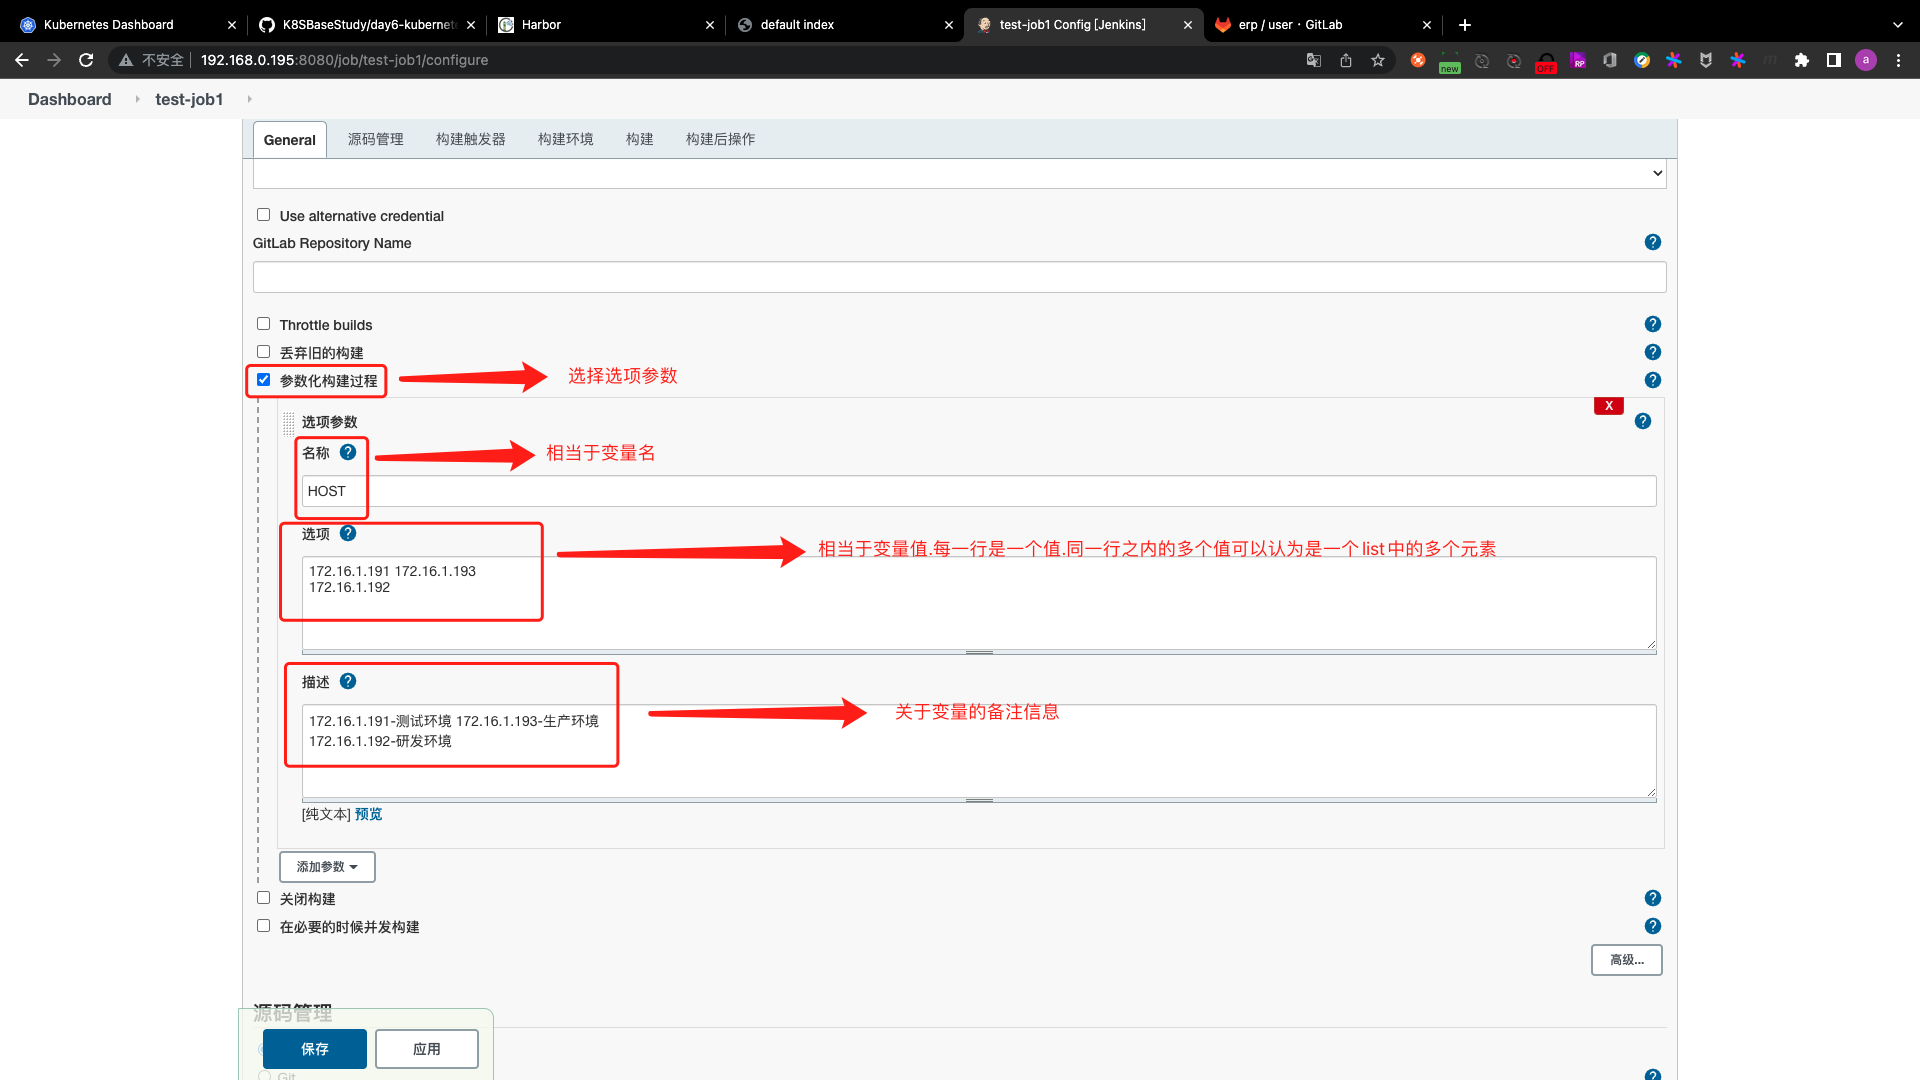 Kubernetes Dashboard
K8SBaseStudy/day6-kubernete
Harbor
default index
test-job1 Config [Jenkins]
erp / user · GitLab
不安全
192.168.0.195:8080/job/test-job1/configure
new
OFF
RP
a
Dashboard
test-job1
General
源码管理
构建触发器
构建环境
构建
构建后操作
Use alternative credential
GitLab Repository Name
Throttle builds
丢弃旧的构建
参数化构建过程
选择选项参数
X
选项参数
名称
相当于变量名
HOST
选项
相当于变量值.每一行是一个值.同一行之内的多个值可以认为是一个list中的多个元素
172.16.1.191 172.16.1.193
172.16.1.192
描述
关于变量的备注信息
172.16.1.191-测试环境 172.16.1.193-生产环境
172.16.1.192-研发环境
[纯文本] 预览
添加参数
关闭构建
在必要的时候并发构建
高级...
源码管理
保存
应用
Git